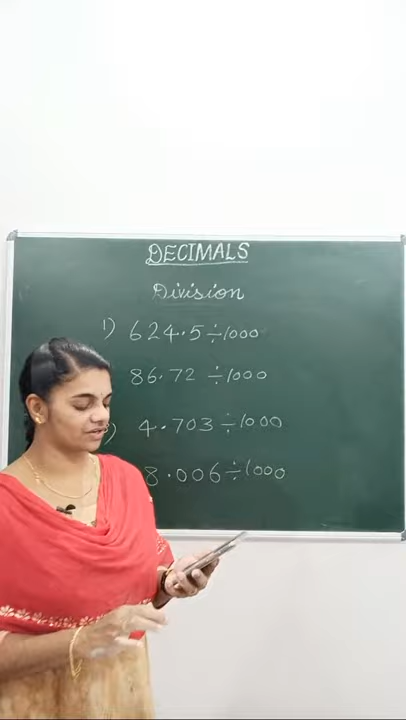 DECIMALS
Division
1) 624.5 ÷ 1000
86.72 ÷ 1000
) 4.703 ÷ 1000
8.006 ÷ 1000